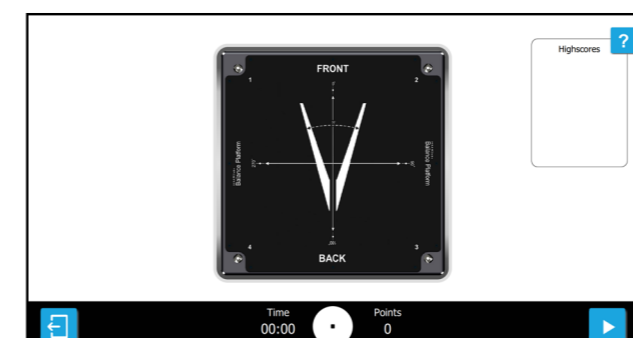 Highscores
?
FRONT
1
2
Balance Platform
Balance Platform
4
3
BACK
Time
Points
00:00
0